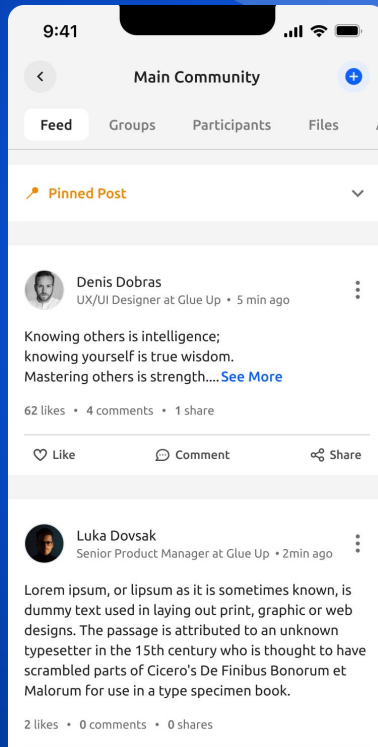 9:41
Main Community
Feed Groups Participants Files
Pinned Post
Denis Dobras
UX/UI Designer at Glue Up • 5 min ago
Knowing others is intelligence;
knowing yourself is true wisdom.
Mastering others is strength....See More
62 likes • 4 comments • 1 share
Like Comment Share
Luka Dovsak
Senior Product Manager at Glue Up • 2min ago
Lorem ipsum, or lipsum as it is sometimes known, is
dummy text used in laying out print, graphic or web
designs. The passage is attributed to an unknown
typesetter in the 15th century who is thought to have
scrambled parts of Cicero's De Finibus Bonorum et
Malorum for use in a type specimen book.
2 likes • 0 comments • 0 shares